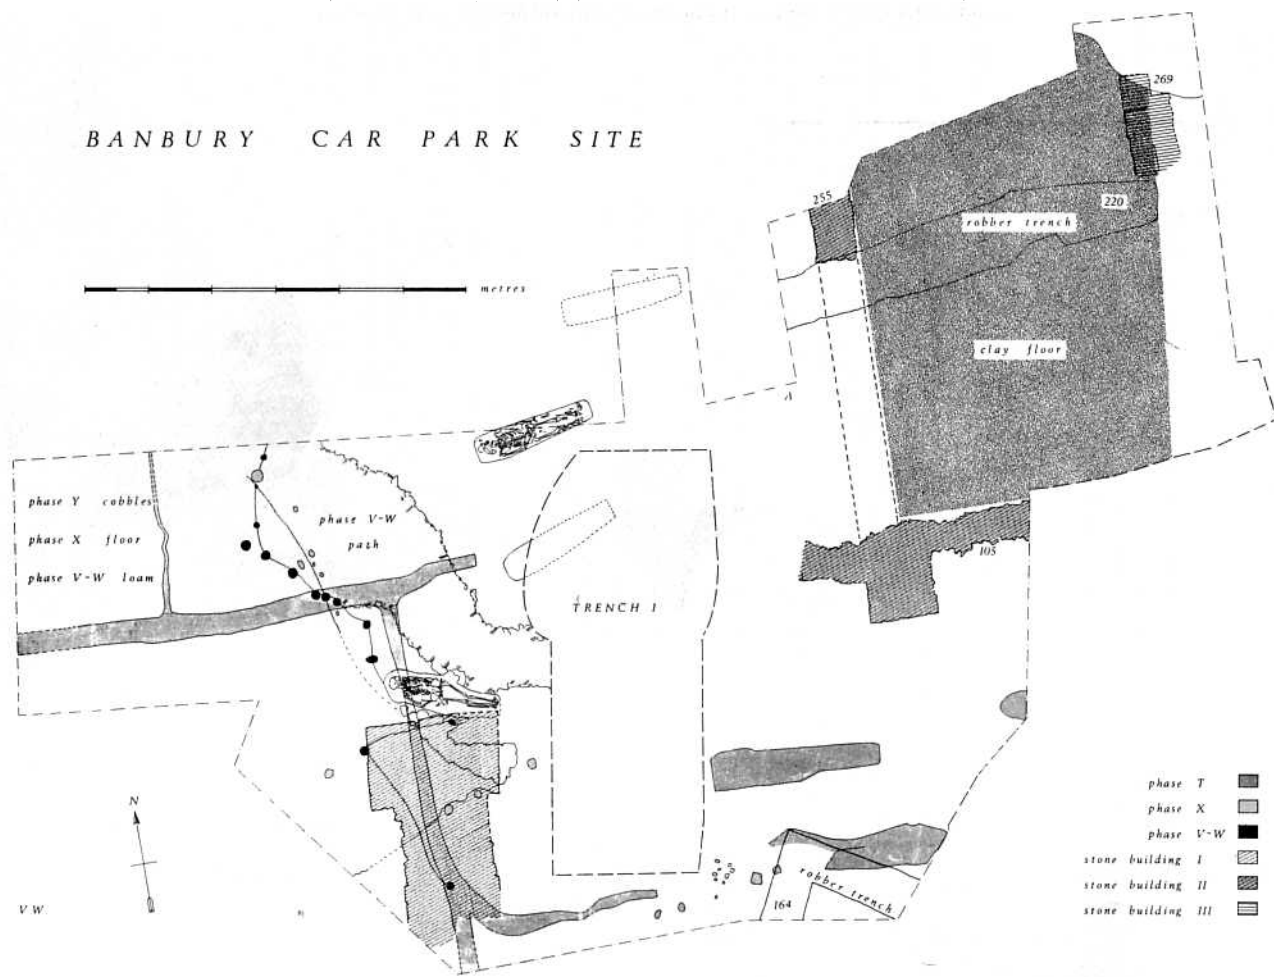 BANBURY CAR PARK SITE
269
255
220
robber trench
metres
clay floor
phase Y cobbles
phase X floor
phase V-W loam
phase V-W
path
105
TRENCH I
N
VW
164
robber trench
phase T
phase X
phase V-W
stone building I
stone building II
stone building III